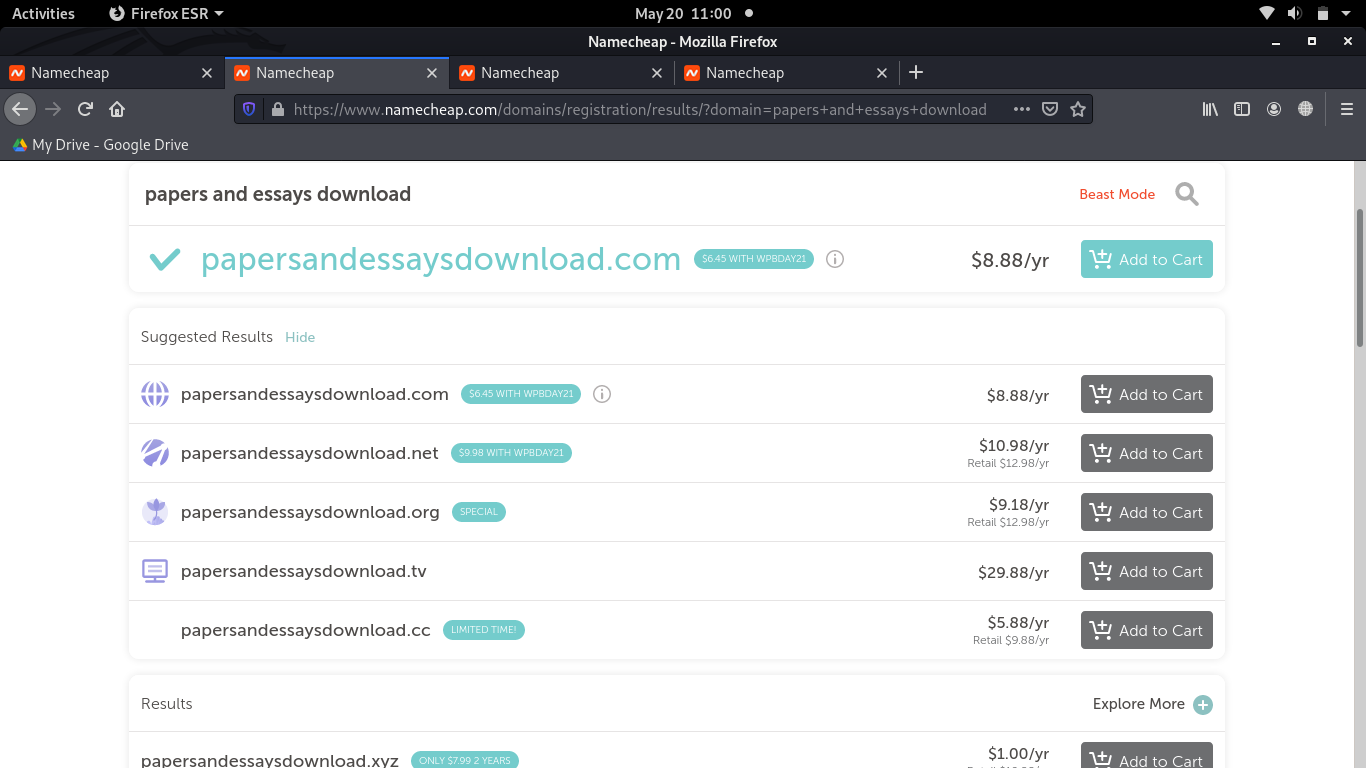 Activities Firefox ESR May 20 11:00
Namecheap - Mozilla Firefox
Namecheap Namecheap Namecheap Namecheap
https://www.namecheap.com/domains/registration/results/?domain=papers+and+essays+download
My Drive - Google Drive
papers and essays download Beast Mode
papersandessaysdownload.com $6.45 WITH WPBDAY21 $8.88/yr Add to Cart
Suggested Results Hide
papersandessaysdownload.com $6.45 WITH WPBDAY21 $8.88/yr Add to Cart
papersandessaysdownload.net $9.98 WITH WPBDAY21 $10.98/yr Add to Cart
Retail $12.98/yr
papersandessaysdownload.org SPECIAL $9.18/yr Add to Cart
Retail $12.98/yr
papersandessaysdownload.tv $29.88/yr Add to Cart
papersandessaysdownload.cc LIMITED TIME! $5.88/yr Add to Cart
Retail $9.88/yr
Results Explore More
papersandessaysdownload.xyz ONLY $7.99 2 YEARS $1.00/yr Add to Cart